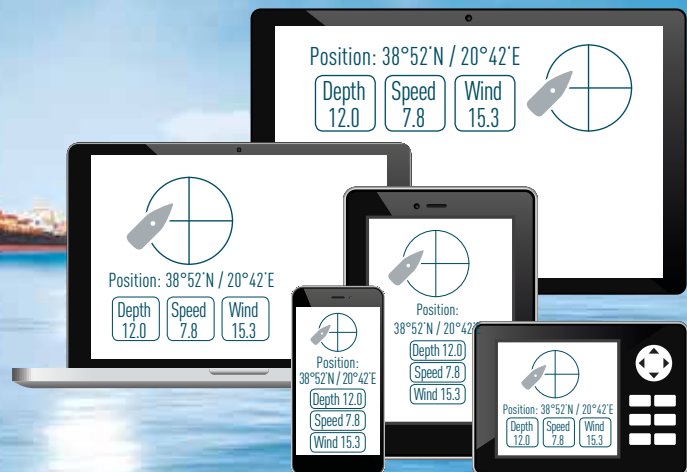 Position: 38°52'N / 20°42'E
Depth Speed Wind
12.0 7.8 15.3
Position: 38°52'N / 20°42'E
Depth Speed Wind
12.0 7.8 15.3
Position:
38°52'N / 20°42'
Depth 12.0
Speed 7.8
Wind 15.3
Position:
38°52'N / 20°42'E
Depth 12.0
Speed 7.8
Wind 15.3
Position: 38°52'N / 20°42'E
Depth Speed Wind
12.0 7.8 15.3